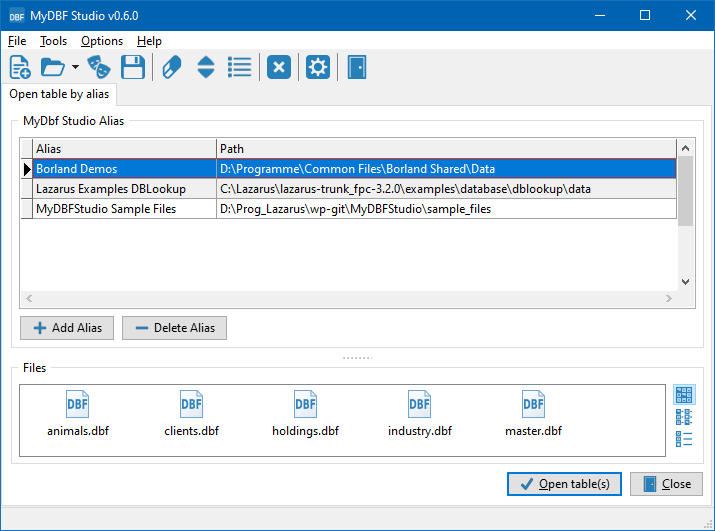 DBF MyDBF Studio v0.6.0
File Tools Options Help
Open table by alias
MyDbf Studio Alias
Alias Path
Borland Demos D:\Programme\Common Files\Borland Shared\Data
Lazarus Examples DBLookup C:\Lazarus\lazarus-trunk_fpc-3.2.0\examples\database\dblookup\data
MyDBFStudio Sample Files D:\Prog_Lazarus\wp-git\MyDBFStudio\sample_files
Add Alias Delete Alias
Files
DBF DBF DBF DBF DBF
animals.dbf clients.dbf holdings.dbf industry.dbf master.dbf
Open table(s) Close